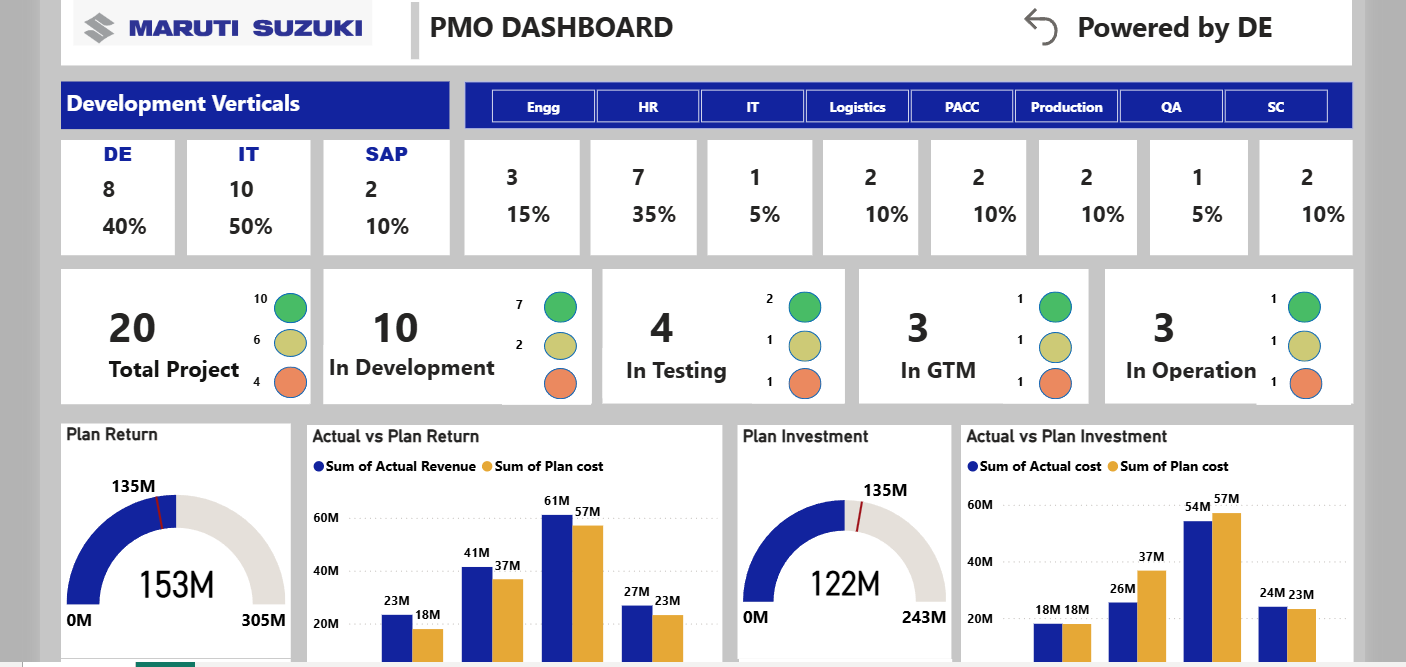 MARUTI SUZUKI
PMO DASHBOARD
Powered by DE
Development Verticals
Engg HR IT Logistics PACC Production QA SC
DE IT SAP
8 10 2
40% 50% 10%
3 7 1 2 2 2 1 2
15% 35% 5% 10% 10% 10% 5% 10%
20
Total Project
10
6
4
10
In Development
7
2
4
In Testing
2
1
1
3
In GTM
1
1
1
3
In Operation
1
1
1
Plan Return
135M
153M
0M 305M
Actual vs Plan Return
Sum of Actual Revenue Sum of Plan cost
60M
40M
20M
23M 18M
41M 37M
61M 57M
27M 23M
Plan Investment
135M
122M
0M 243M
Actual vs Plan Investment
Sum of Actual cost Sum of Plan cost
60M
40M
20M
18M 18M
26M 37M
54M 57M
24M 23M